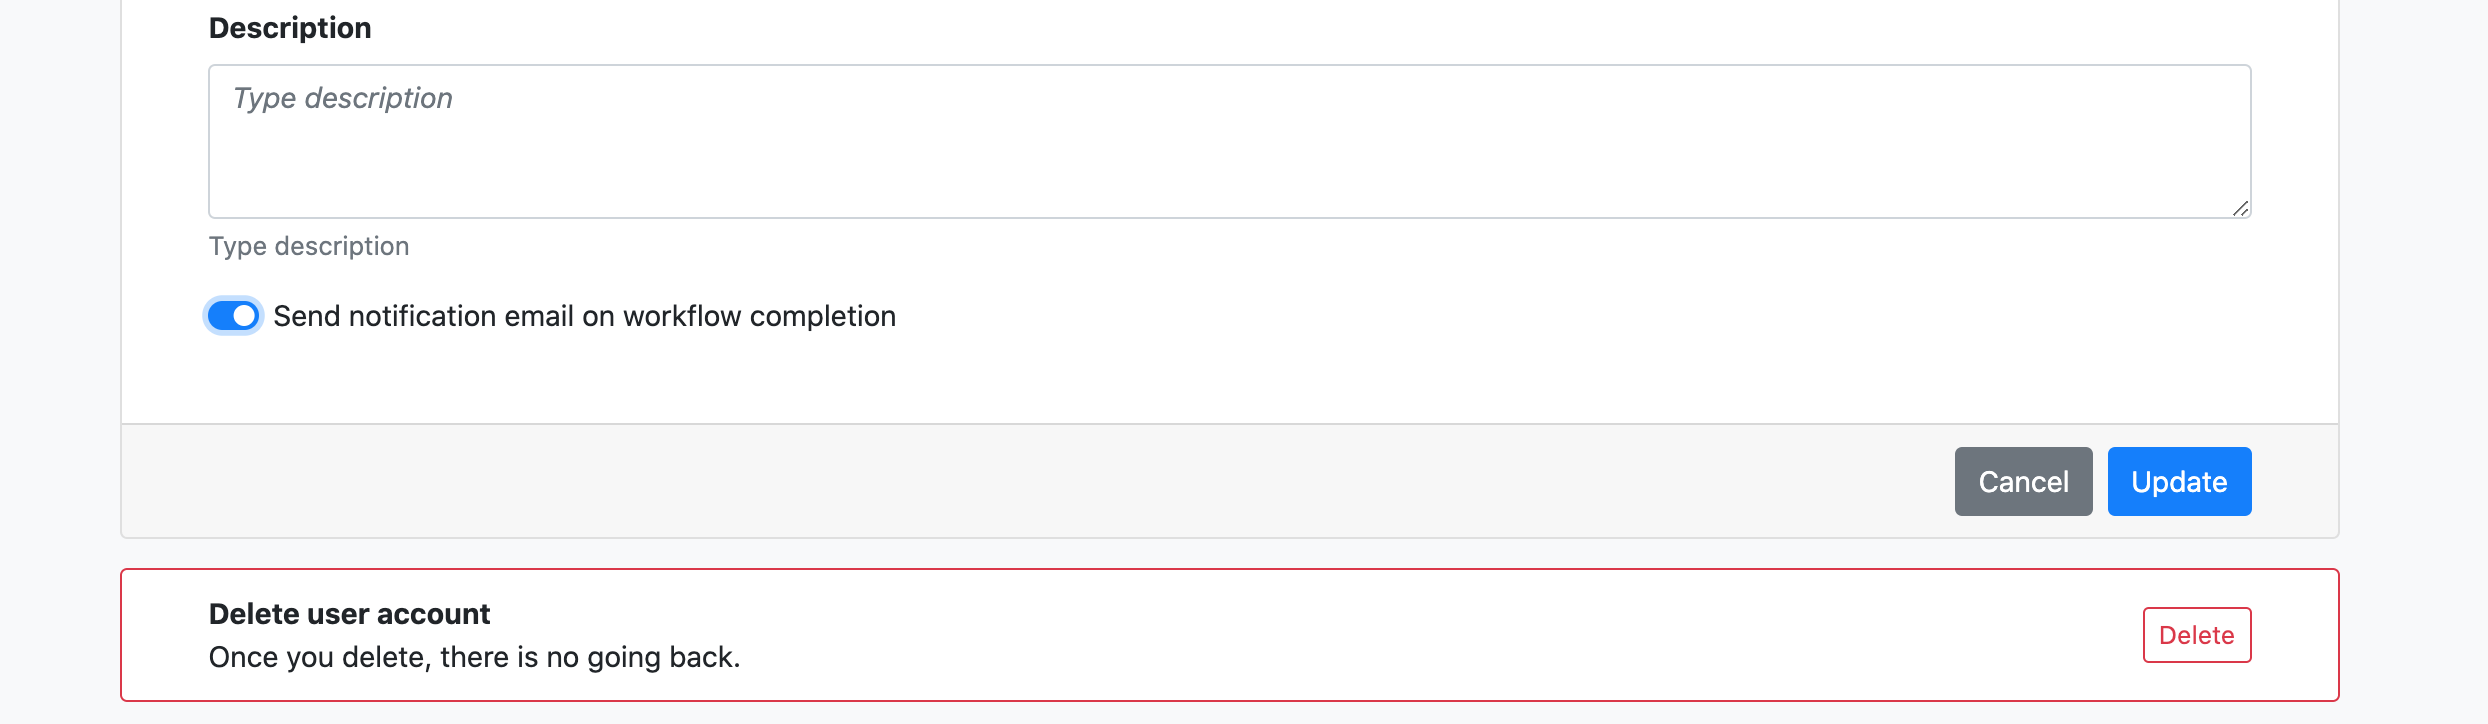 Description
Type description
Type description
Send notification email on workflow completion
Cancel Update
Delete user account
Once you delete, there is no going back.
Delete